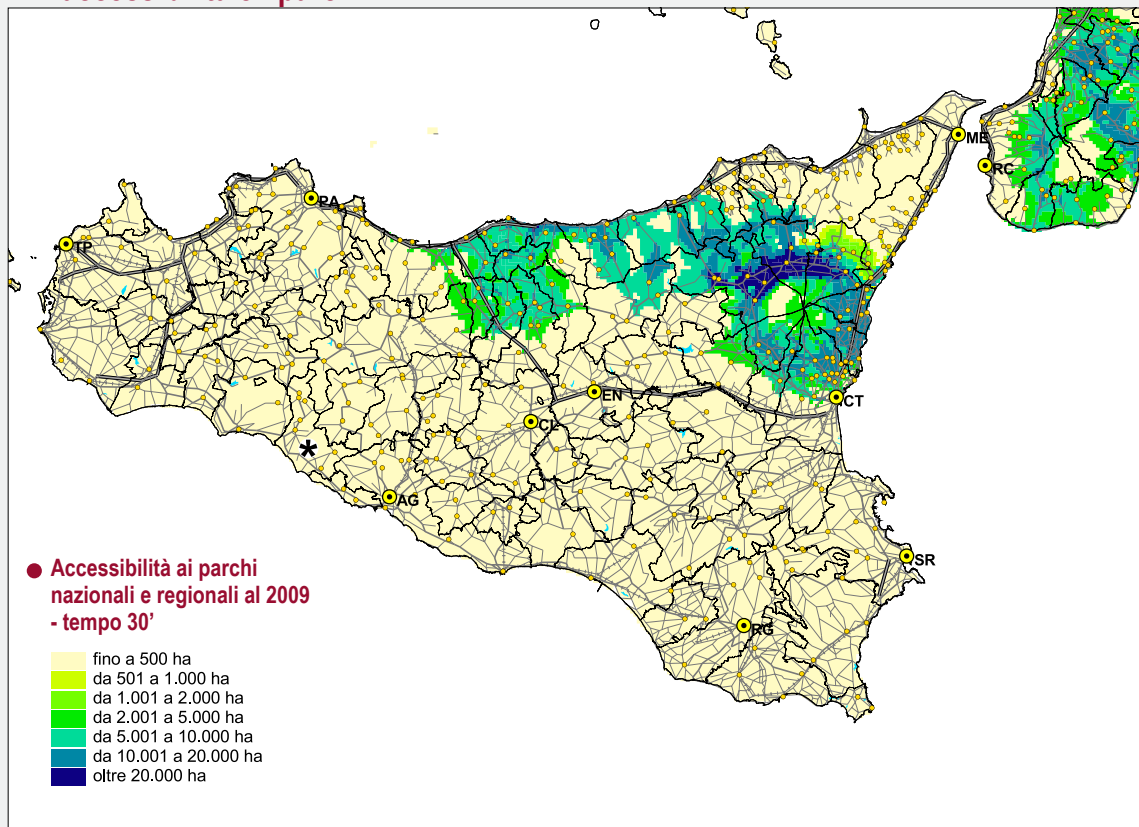 ME
RC
PA
TP
EN
CT
CL
*
AG
SR
RG
● Accessibilità ai parchi
nazionali e regionali al 2009
- tempo 30’
fino a 500 ha
da 501 a 1.000 ha
da 1.001 a 2.000 ha
da 2.001 a 5.000 ha
da 5.001 a 10.000 ha
da 10.001 a 20.000 ha
oltre 20.000 ha